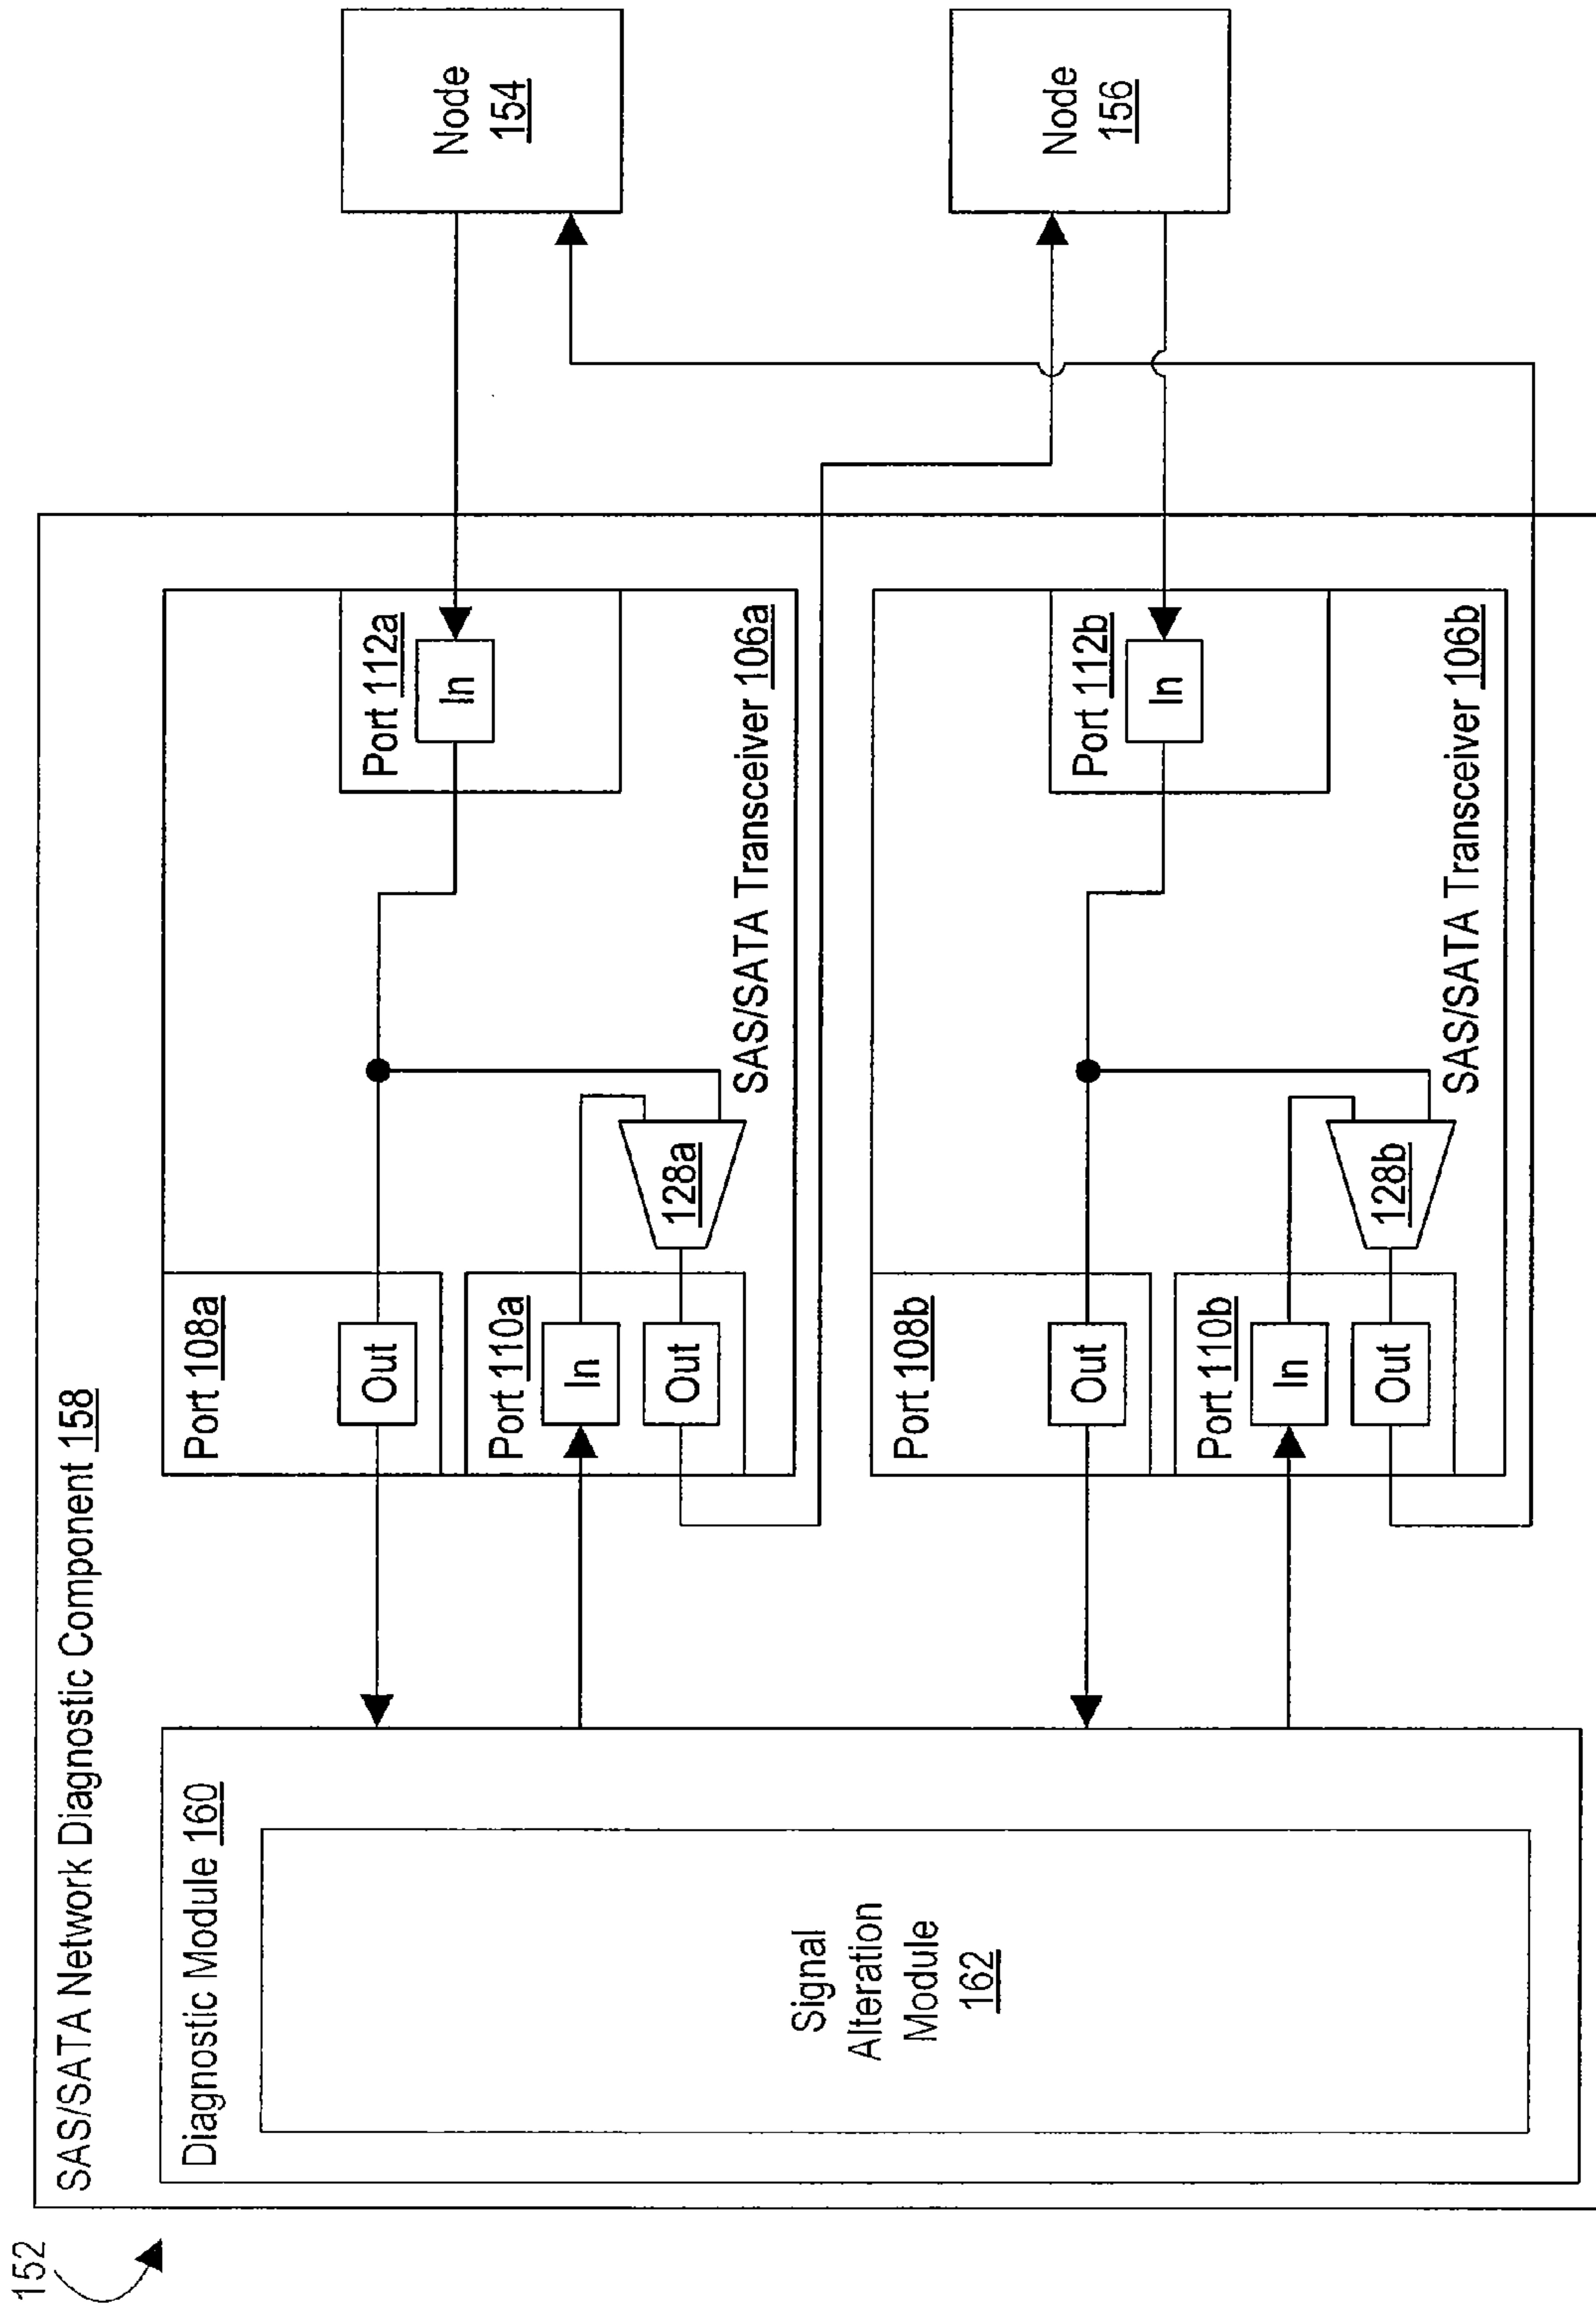 152
SAS/SATA Network Diagnostic Component 158
Diagnostic Module 160
Signal
Alteration
Module
162
Port 108a
Out
Port 110a
In
Out
128a
Port 112a
In
SAS/SATA Transceiver 106a
Port 108b
Out
Port 110b
In
Out
128b
Port 112b
In
SAS/SATA Transceiver 106b
Node
154
Node
156